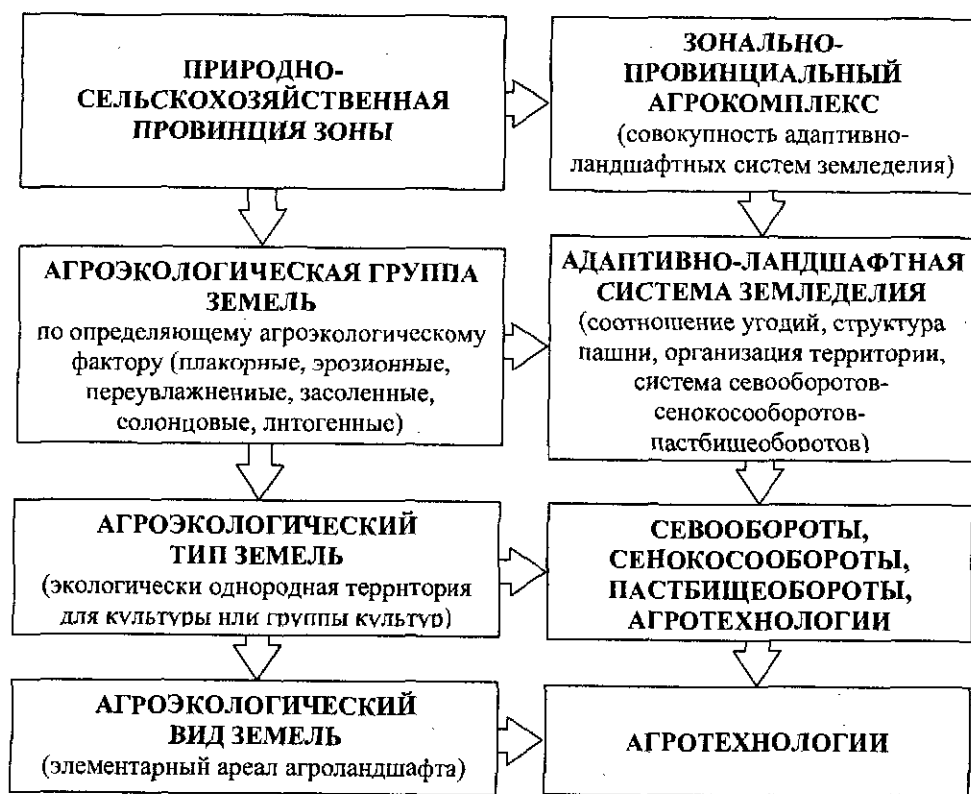 ПРИРОДНО-
СЕЛЬСКОХОЗЯЙСТВЕННАЯ
ПРОВИНЦИЯ ЗОНЫ
ЗОНАЛЬНО-
ПРОВИНЦИАЛЬНЫЙ
АГРОКОМПЛЕКС
(совокупность адаптивно-
ландшафтных систем земледелия)
АГРОЭКОЛОГИЧЕСКАЯ ГРУППА
ЗЕМЕЛЬ
по определяющему агроэкологическому
фактору (плакорные, эрозионные,
переувлажненные, засоленные,
солонцовые, литогенные)
АДАПТИВНО-ЛАНДШАФТНАЯ
СИСТЕМА ЗЕМЛЕДЕЛИЯ
(соотношение угодий, структура
пашни, организация территории,
система севооборотов-
сенокосооборотов-
пастбищеоборотов)
АГРОЭКОЛОГИЧЕСКИЙ
ТИП ЗЕМЕЛЬ
(экологически однородная территория
для культуры или группы культур)
СЕВООБОРОТЫ,
СЕНОКОСООБОРОТЫ,
ПАСТБИЩЕОБОРОТЫ,
АГРОТЕХНОЛОГИИ
АГРОЭКОЛОГИЧЕСКИЙ
ВИД ЗЕМЕЛЬ
(элементарный ареал агроландшафта)
АГРОТЕХНОЛОГИИ